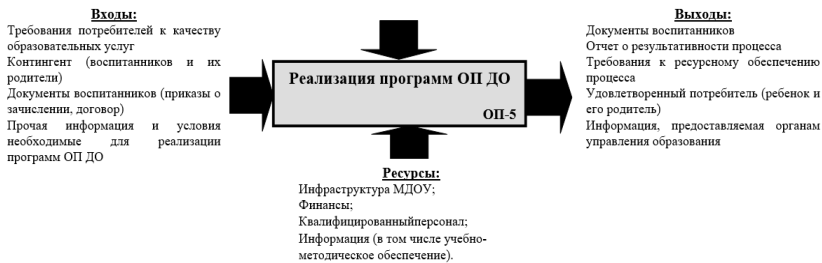 Входы:
Требования потребителей к качеству
образовательных услуг
Контингент (воспитанников и их
родители)
Документы воспитанников (приказы о
зачислении, договор)
Прочая информация и условия
необходимые для реализации
программ ОП ДО
Реализация программ ОП ДО
ОП-5
Ресурсы:
Инфраструктура МДОУ;
Финансы;
Квалифицированныйперсонал;
Информация (в том числе учебно-
методическое обеспечение).
Выходы:
Документы воспитанников
Отчет о результативности процесса
Требования к ресурсному обеспечению
процесса
Удовлетворенный потребитель (ребенок и
его родитель)
Информация, предоставляемая органам
управления образования